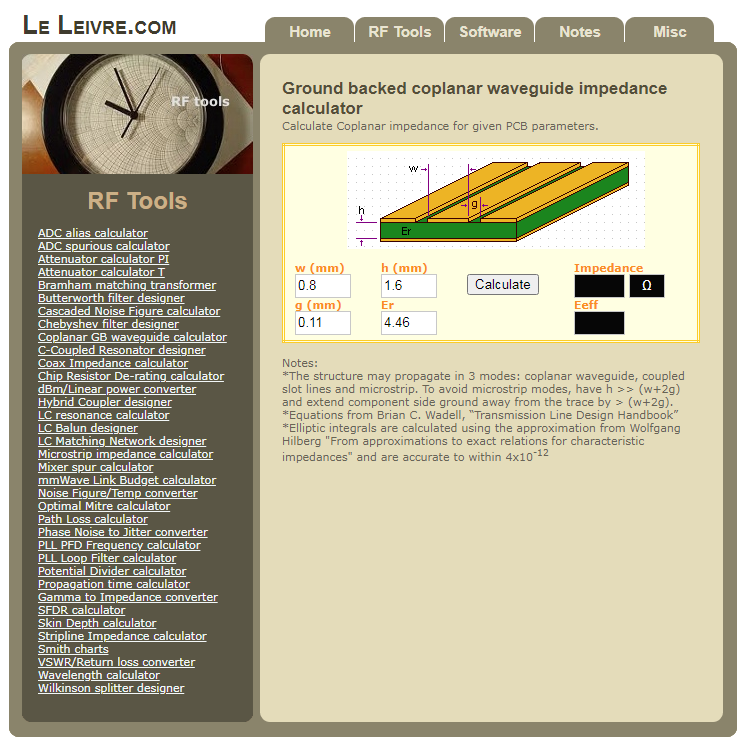 LE LEIVRE.COM
Home
RF Tools
Software
Notes
Misc
RF tools
RF Tools
ADC alias calculator
ADC spurious calculator
Attenuator calculator PI
Attenuator calculator T
Bramham matching transformer
Butterworth filter designer
Cascaded Noise Figure calculator
Chebyshev filter designer
Coplanar GB waveguide calculator
C-Coupled Resonator designer
Coax Impedance calculator
Chip Resistor De-rating calculator
dBm/Linear power converter
Hybrid Coupler designer
LC resonance calculator
LC Balun designer
LC Matching Network designer
Microstrip impedance calculator
Mixer spur calculator
mmWave Link Budget calculator
Noise Figure/Temp converter
Optimal Mitre calculator
Path Loss calculator
Phase Noise to Jitter converter
PLL PFD Frequency calculator
PLL Loop Filter calculator
Potential Divider calculator
Propagation time calculator
Gamma to Impedance converter
SFDR calculator
Skin Depth calculator
Stripline Impedance calculator
Smith charts
VSWR/Return loss converter
Wavelength calculator
Wilkinson splitter designer
Ground backed coplanar waveguide impedance
calculator
Calculate Coplanar impedance for given PCB parameters.
w
g
h
Er
w (mm) h (mm) Impedance
0.8 1.6 Calculate Ω
g (mm) Er Eeff
0.11 4.46
Notes:
*The structure may propagate in 3 modes: coplanar waveguide, coupled
slot lines and microstrip. To avoid microstrip modes, have h >> (w+2g)
and extend component side ground away from the trace by > (w+2g).
*Equations from Brian C. Wadell, “Transmission Line Design Handbook”
*Elliptic integrals are calculated using the approximation from Wolfgang
Hilberg "From approximations to exact relations for characteristic
impedances" and are accurate to within 4x10-12